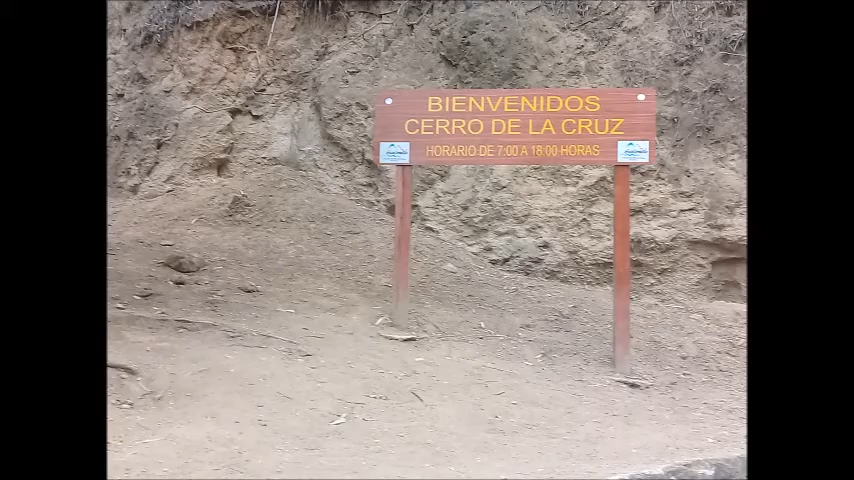 BIENVENIDOS
CERRO DE LA CRUZ
HORARIO DE 7:00 A 18:00 HORAS